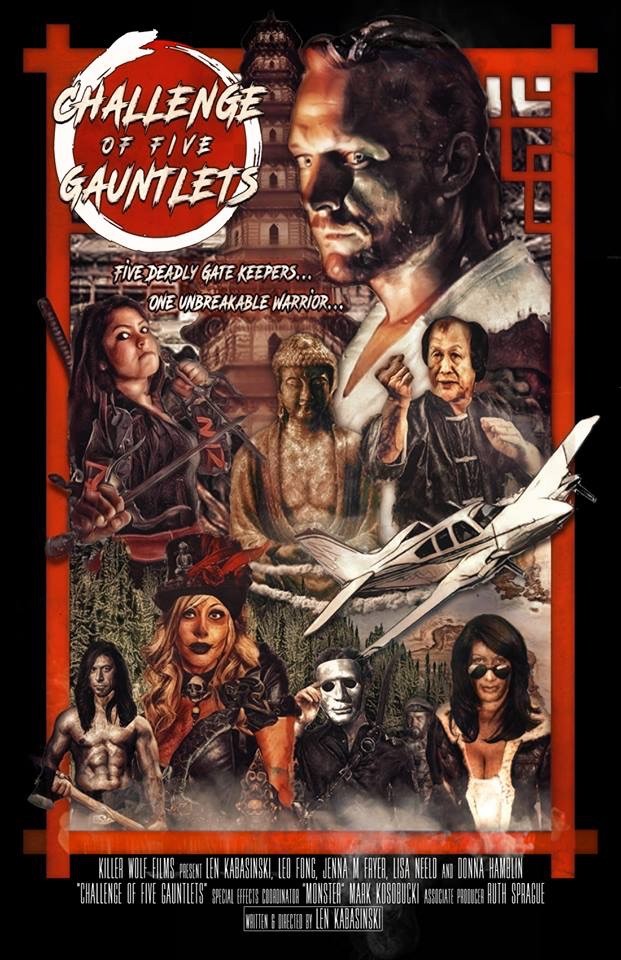 CHALLENGE
OF FIVE
GAUNTLETS
FIVE DEADLY GATE KEEPERS...
ONE UNBREAKABLE WARRIOR...
KILLER WOLF FILMS PRESENT LEN KABASINSKI, LEO FONG, JENNA M FRYER, LISA NEELD AND DONNA HAMBLIN
"CHALLENGE OF FIVE GAUNTLETS" SPECIAL EFFECTS COORDINATOR "MONSTER" MARK KOSOBUCKI ASSOCIATE PRODUCER RUTH SPRAGUE
WRITTEN & DIRECTED BY LEN KABASINSKI